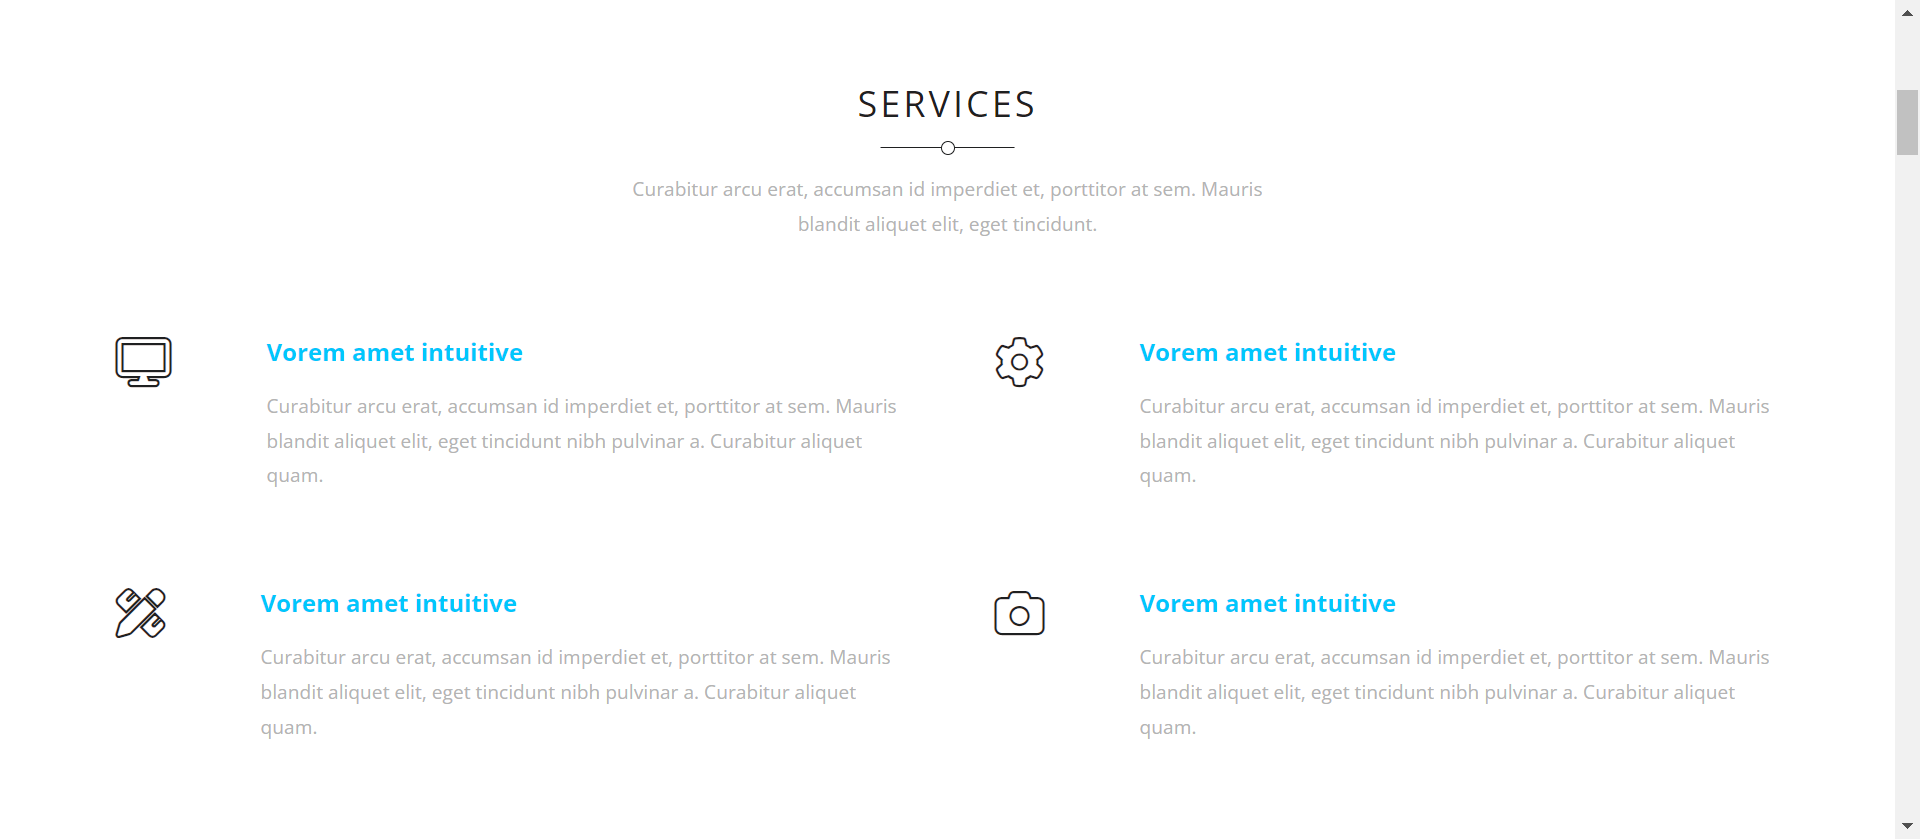 SERVICES
Curabitur arcu erat, accumsan id imperdiet et, porttitor at sem. Mauris
blandit aliquet elit, eget tincidunt.
Vorem amet intuitive
Curabitur arcu erat, accumsan id imperdiet et, porttitor at sem. Mauris
blandit aliquet elit, eget tincidunt nibh pulvinar a. Curabitur aliquet
quam.
Vorem amet intuitive
Curabitur arcu erat, accumsan id imperdiet et, porttitor at sem. Mauris
blandit aliquet elit, eget tincidunt nibh pulvinar a. Curabitur aliquet
quam.
Vorem amet intuitive
Curabitur arcu erat, accumsan id imperdiet et, porttitor at sem. Mauris
blandit aliquet elit, eget tincidunt nibh pulvinar a. Curabitur aliquet
quam.
Vorem amet intuitive
Curabitur arcu erat, accumsan id imperdiet et, porttitor at sem. Mauris
blandit aliquet elit, eget tincidunt nibh pulvinar a. Curabitur aliquet
quam.